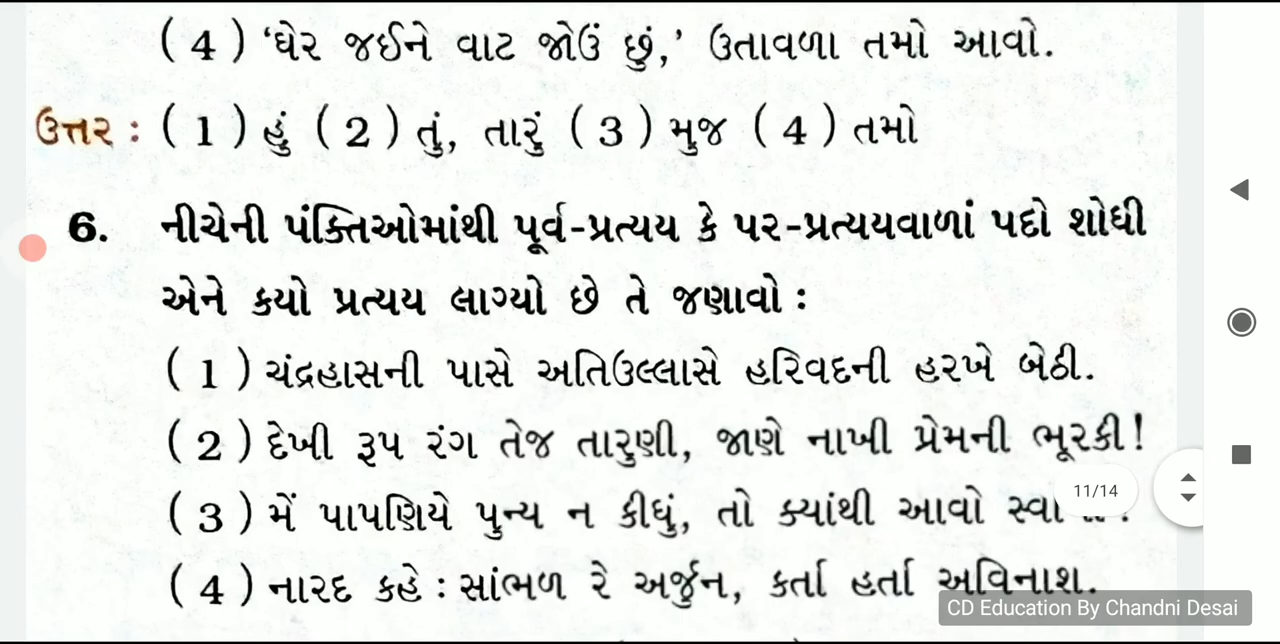 (4) ‘ઘેર જઈને વાટ જોઉં છું,’ ઉતાવળા તમો આવો.
ઉત્તર : (1) હું (2) તું, તારું (3) મુજ (4) તમો
6. નીચેની પંક્તિઓમાંથી પૂર્વ-પ્રત્યય કે પર-પ્રત્યયવાળાં પદો શોધી
એને કયો પ્રત્યય લાગ્યો છે તે જણાવો :
(1) ચંદ્રહાસની પાસે અતિઉલ્લાસે હરિવદની હરખે બેઠી.
(2) દેખી રૂપ રંગ તેજ તારુણી, જાણે નાખી પ્રેમની ભૂરકી!
(3) મેં પાપણિયે પુન્ય ન કીધું, તો ક્યાંથી આવો
11/14
(4) નારદ કહે : સાંભળ રે અર્જુન, કર્તા હર્તા અવિનાશ.
CD Education By Chandni Desai